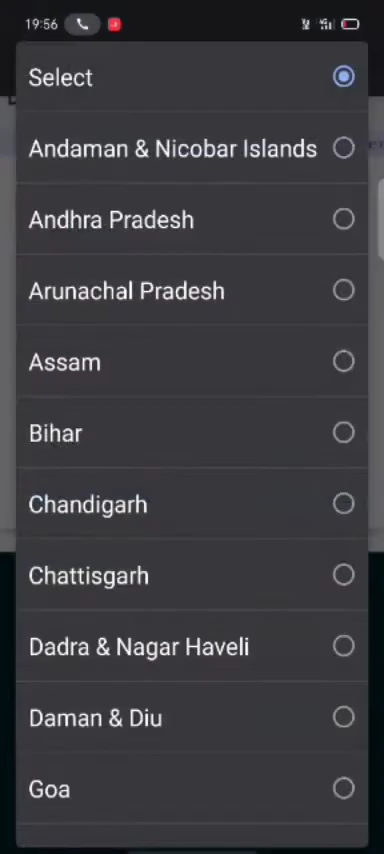 19:56
Select
Andaman & Nicobar Islands
Andhra Pradesh
Arunachal Pradesh
Assam
Bihar
Chandigarh
Chattisgarh
Dadra & Nagar Haveli
Daman & Diu
Goa